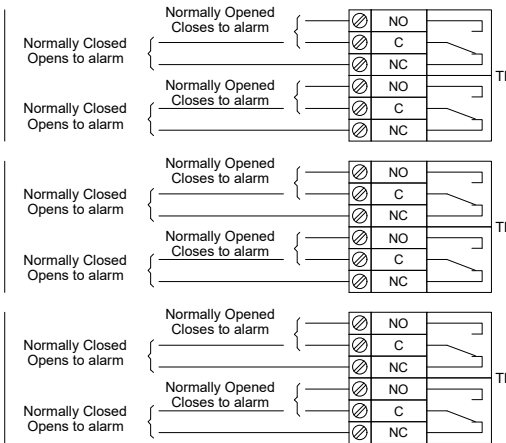 Normally Opened
Closes to alarm
NO
Normally Closed
Opens to alarm
C
NC
Normally Opened
Closes to alarm
NO
Normally Closed
Opens to alarm
C
NC
Normally Opened
Closes to alarm
NO
Normally Closed
Opens to alarm
C
NC
Normally Opened
Closes to alarm
NO
Normally Closed
Opens to alarm
C
NC
Normally Opened
Closes to alarm
NO
Normally Closed
Opens to alarm
C
NC
Normally Opened
Closes to alarm
NO
Normally Closed
Opens to alarm
C
NC